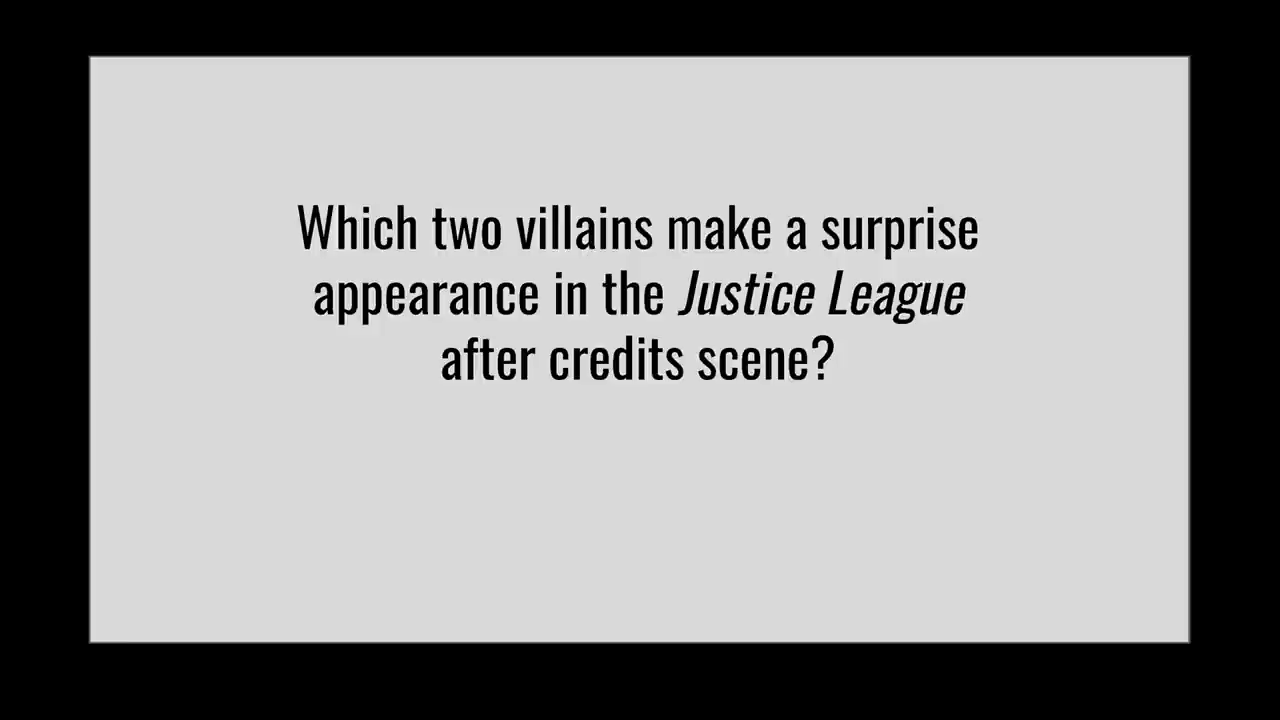 Which two villains make a surprise
appearance in the Justice League
after credits scene?